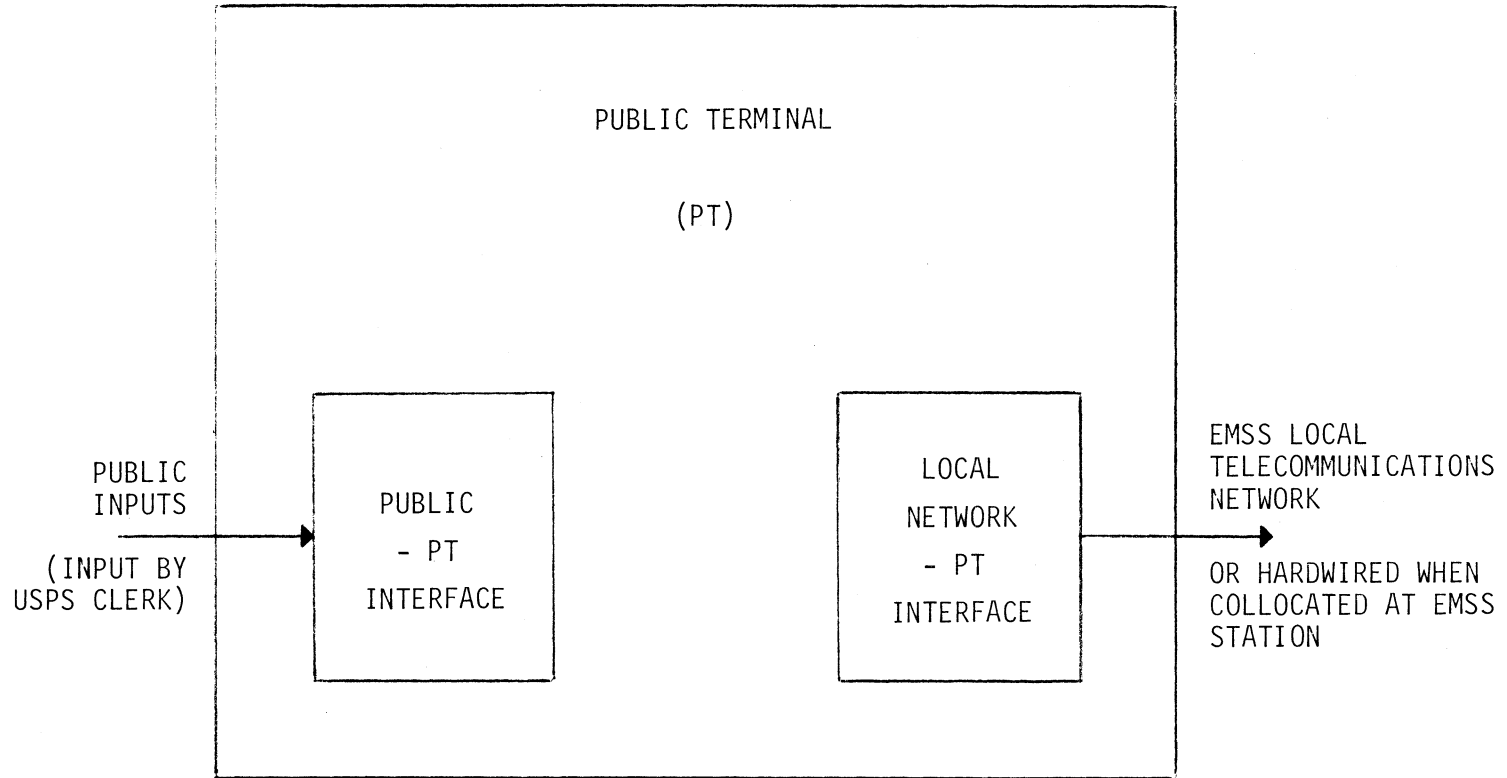 PUBLIC TERMINAL
(PT)
PUBLIC
INPUTS
(INPUT BY
USPS CLERK)
PUBLIC
- PT
INTERFACE
LOCAL
NETWORK
- PT
INTERFACE
EMSS LOCAL
TELECOMMUNICATIONS
NETWORK
OR HARDWIRED WHEN
COLLOCATED AT EMSS
STATION